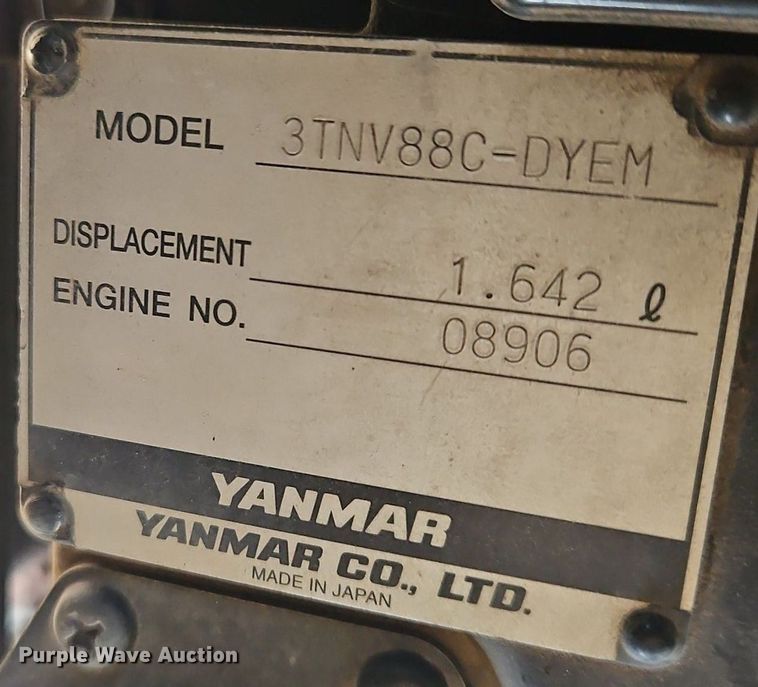 MODEL 3TNV88C-DYEM
DISPLACEMENT 1.642 ℓ
ENGINE NO. 08906
YANMAR
YANMAR CO., LTD.
MADE IN JAPAN
Purple Wave Auction